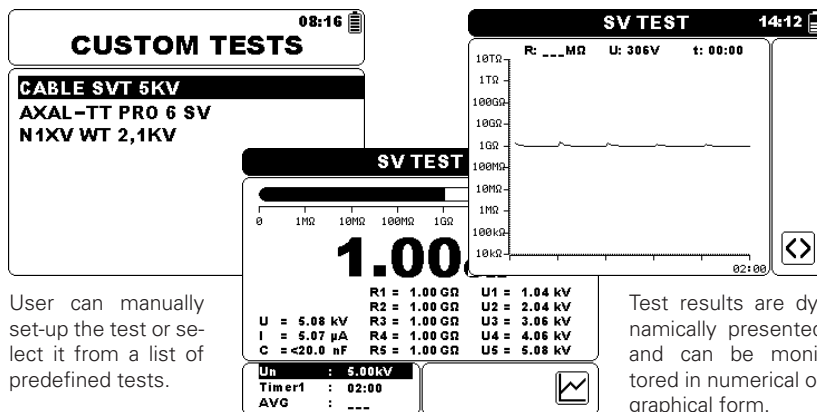 08:16
CUSTOM TESTS
CABLE SVT 5KV
AXAL-TT PRO 6 SV
N1XV WT 2,1KV
SV TEST
0 1MΩ 10MΩ 100MΩ 1GΩ
1.00
R1 = 1.00 GΩ U1 = 1.04 kV
R2 = 1.00 GΩ U2 = 2.04 kV
U = 5.08 kV R3 = 1.00 GΩ U3 = 3.06 kV
I = 5.07 µA R4 = 1.00 GΩ U4 = 4.06 kV
C =<20.0 nF R5 = 1.00 GΩ U5 = 5.08 kV
Un : 5.00kV
Timer1 : 02:00
AVG : ___
SV TEST 14:12
R: ___MΩ U: 306V t: 00:00
10TΩ
1TΩ
100GΩ
10GΩ
1GΩ
100MΩ
10MΩ
1MΩ
100kΩ
10kΩ
02:00
User can manually
set-up the test or se-
lect it from a list of
predefined tests.
Test results are dy-
namically presented
and can be moni-
tored in numerical o
graphical form.